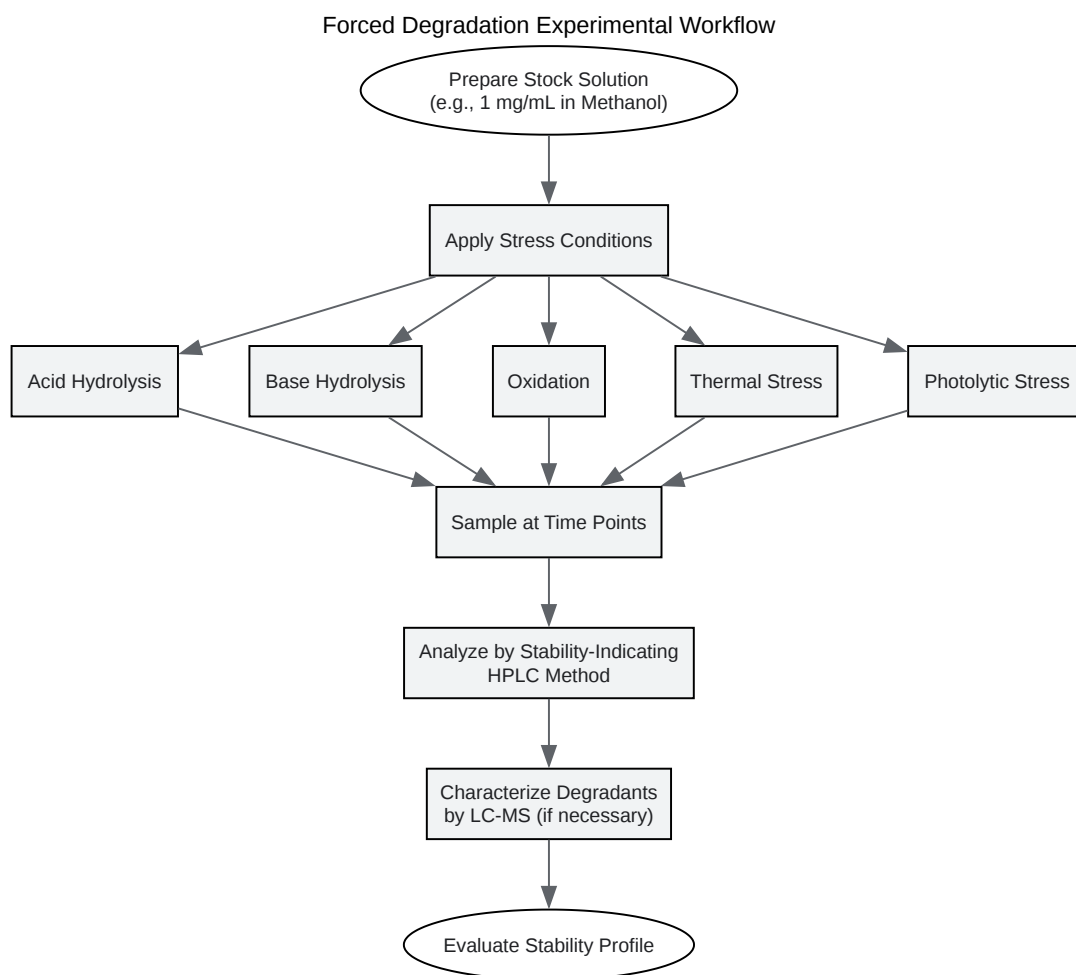 Forced Degradation Experimental Workflow
Prepare Stock Solution
(e.g., 1 mg/mL in Methanol)
Apply Stress Conditions
Acid Hydrolysis
Base Hydrolysis
Oxidation
Thermal Stress
Photolytic Stress
Sample at Time Points
Analyze by Stability-Indicating
HPLC Method
Characterize Degradants
by LC-MS (if necessary)
Evaluate Stability Profile